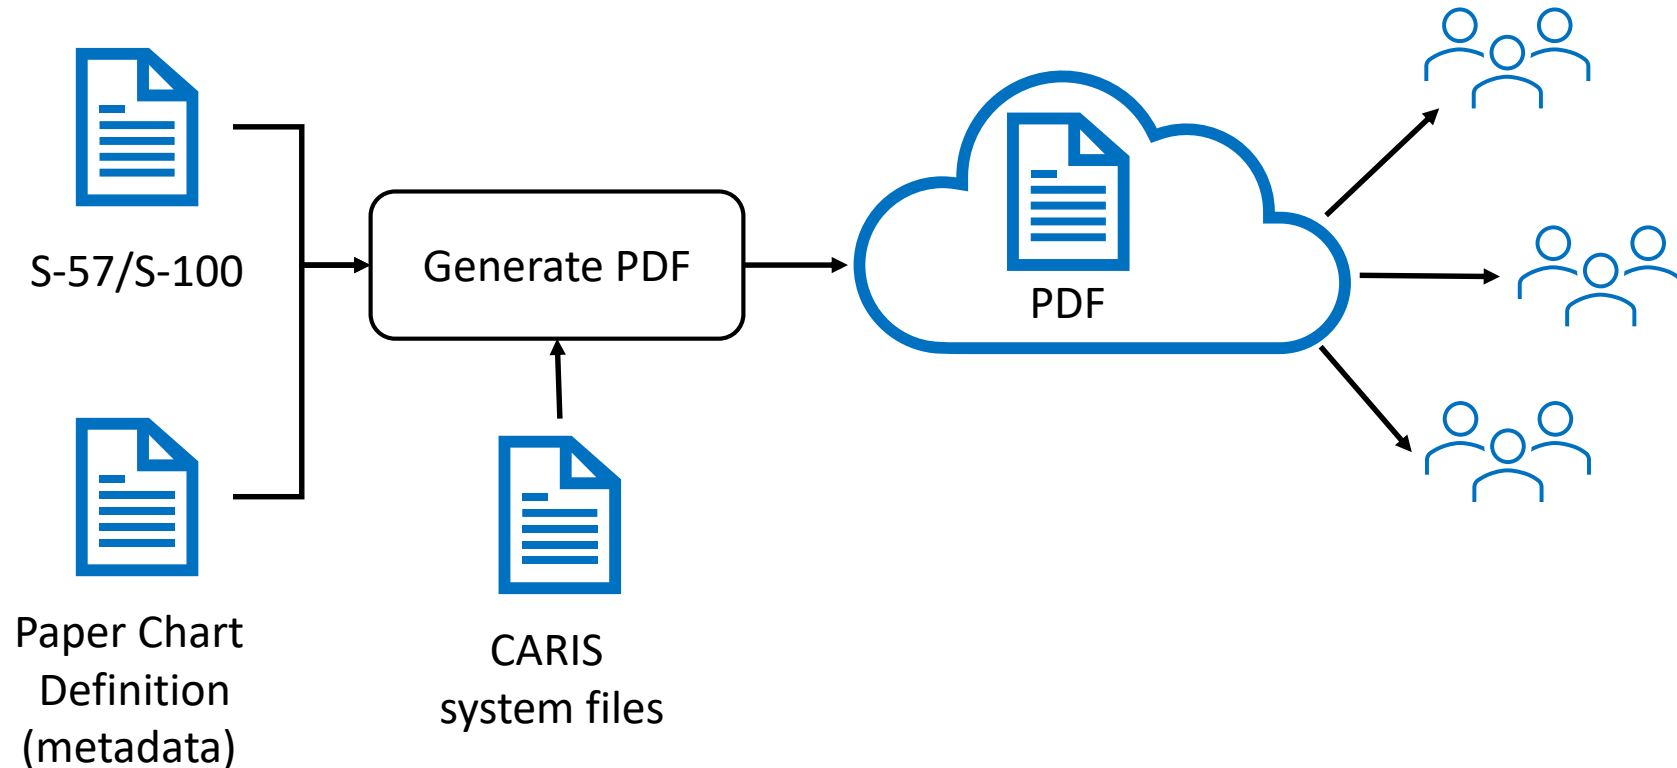 S-57/S-100
Generate PDF
PDF
Paper Chart
Definition
(metadata)
CARIS
system files